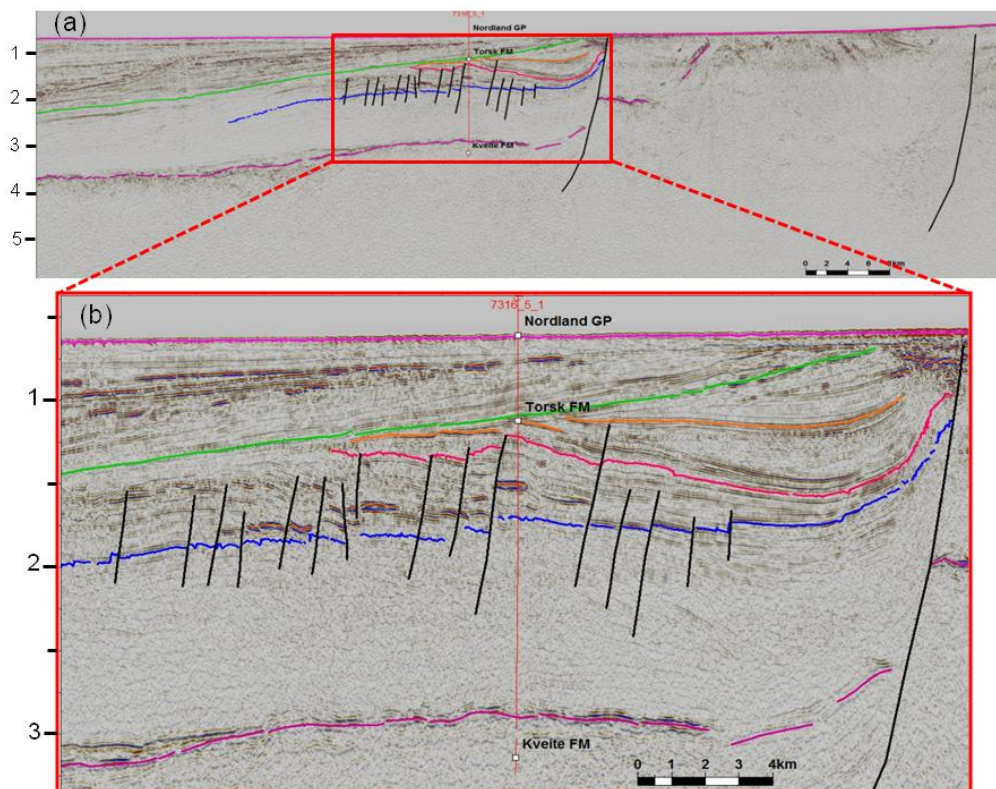 (a)
7316_5_1
Nordland GP
1
Torsk FM
2
3
Kveite FM
4
5
0 2 4 6 8km
(b)
7316_5_1
Nordland GP
1
Torsk FM
2
3
Kveite FM
0 1 2 3 4km